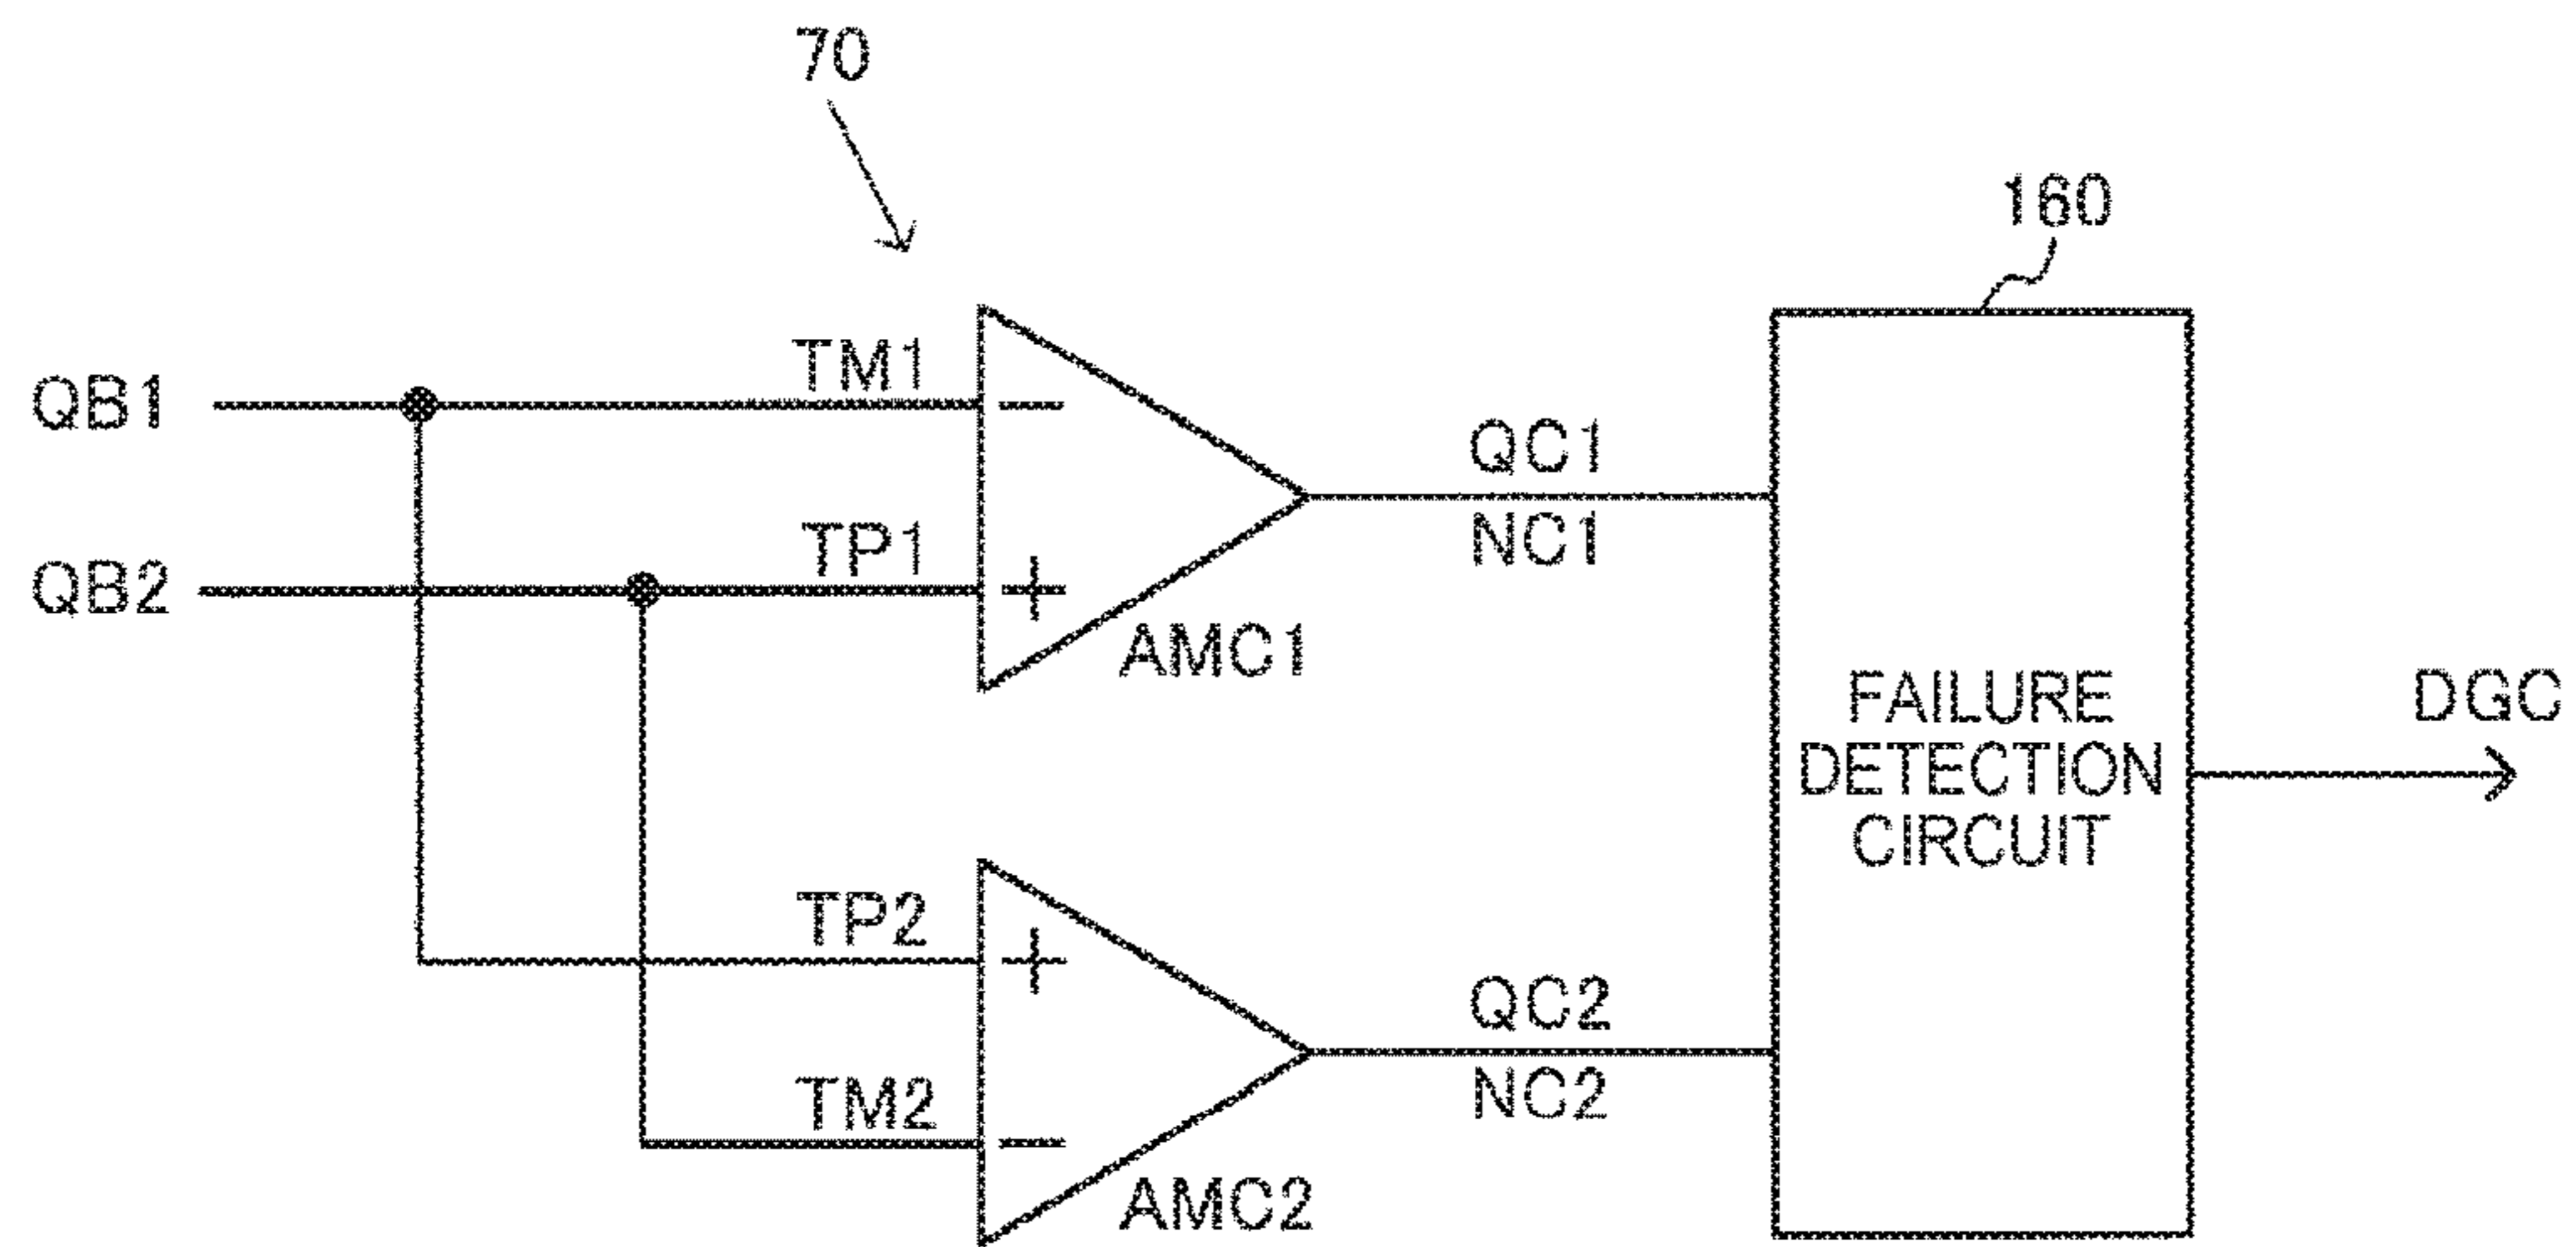 70
160
TM1
QB1
QC1
TP1
NC1
QB2
AMC1
FAILURE
DETECTION
CIRCUIT
DGC
TP2
QC2
TM2
NC2
AMC2